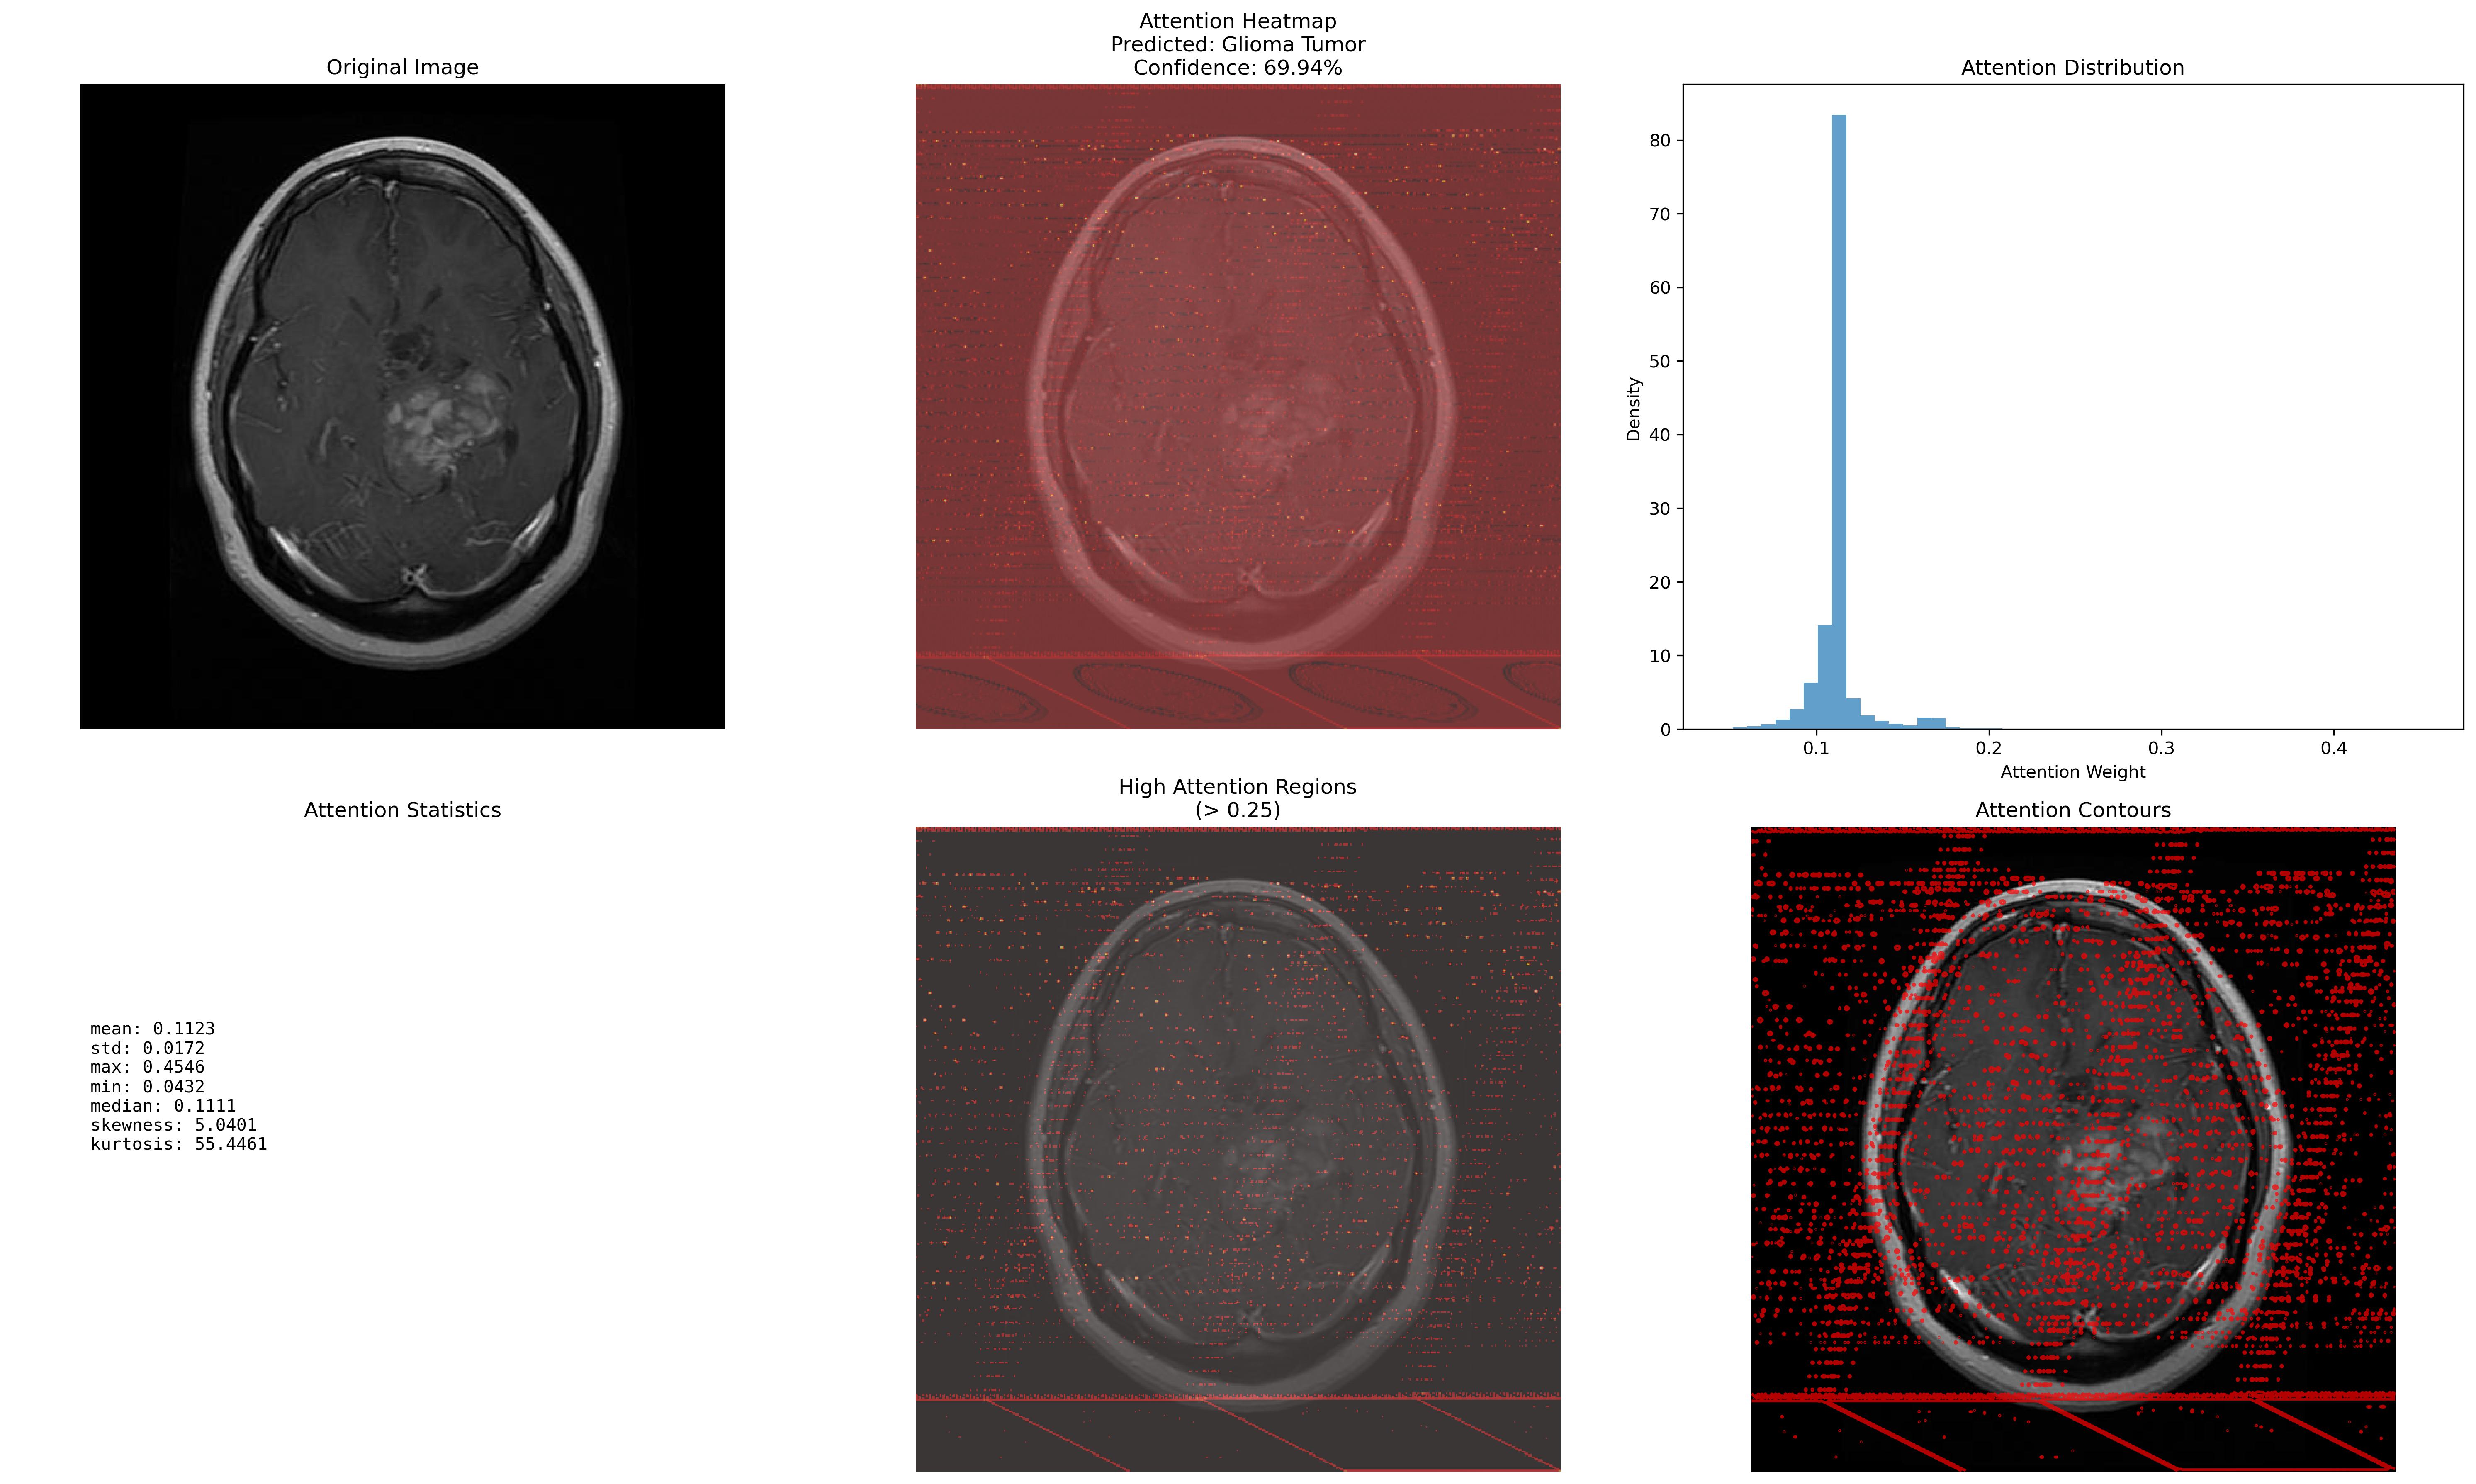 Original Image
Attention Heatmap
Predicted: Glioma Tumor
Confidence: 69.94%
Attention Distribution
80
70
60
50
40
30
20
10
0
Density
0.1
0.2
0.3
0.4
Attention Weight
Attention Statistics
mean: 0.1123
std: 0.0172
max: 0.4546
min: 0.0432
median: 0.1111
skewness: 5.0401
kurtosis: 55.4461
High Attention Regions
(> 0.25)
Attention Contours